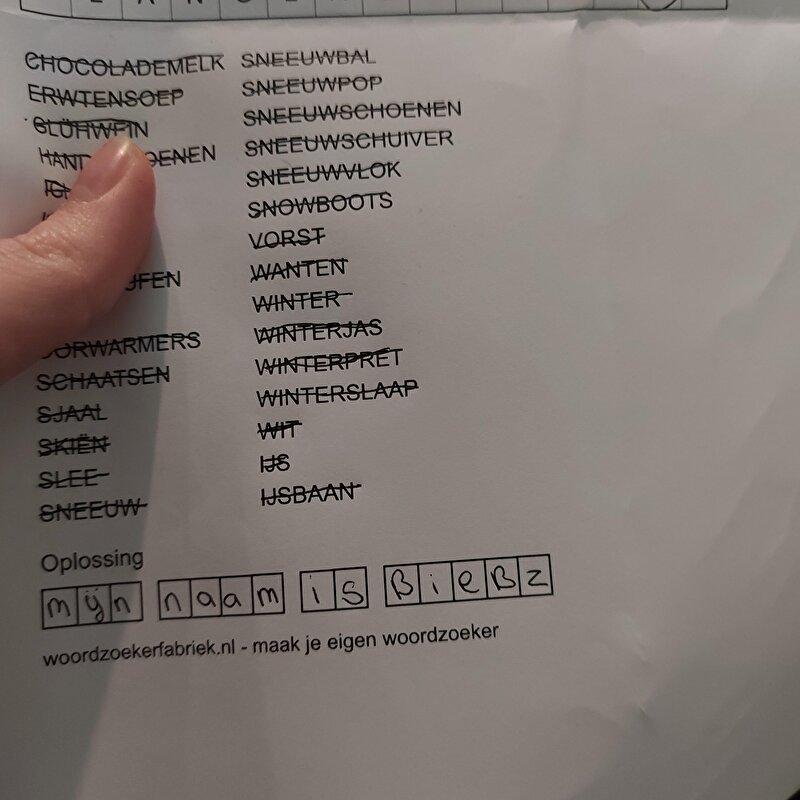 CHOCOLADEMELK SNEEUWBAL
ERWTENSOEP SNEEUWPOP
GLÜHWEIN SNEEUWSCHOENEN
SNEEUWSCHUIVER
SNEEUWVLOK
SNOWBOOTS
VORST
WANTEN
WINTER
WINTERJAS
SCHAATSEN WINTERPRET
SJAAL WINTERSLAAP
SKIËN WIT
SLEE IJS
SNEEUW IJSBAAN
Oplossing
mijn naam is BieBz
woordzoekerfabriek.nl - maak je eigen woordzoeker